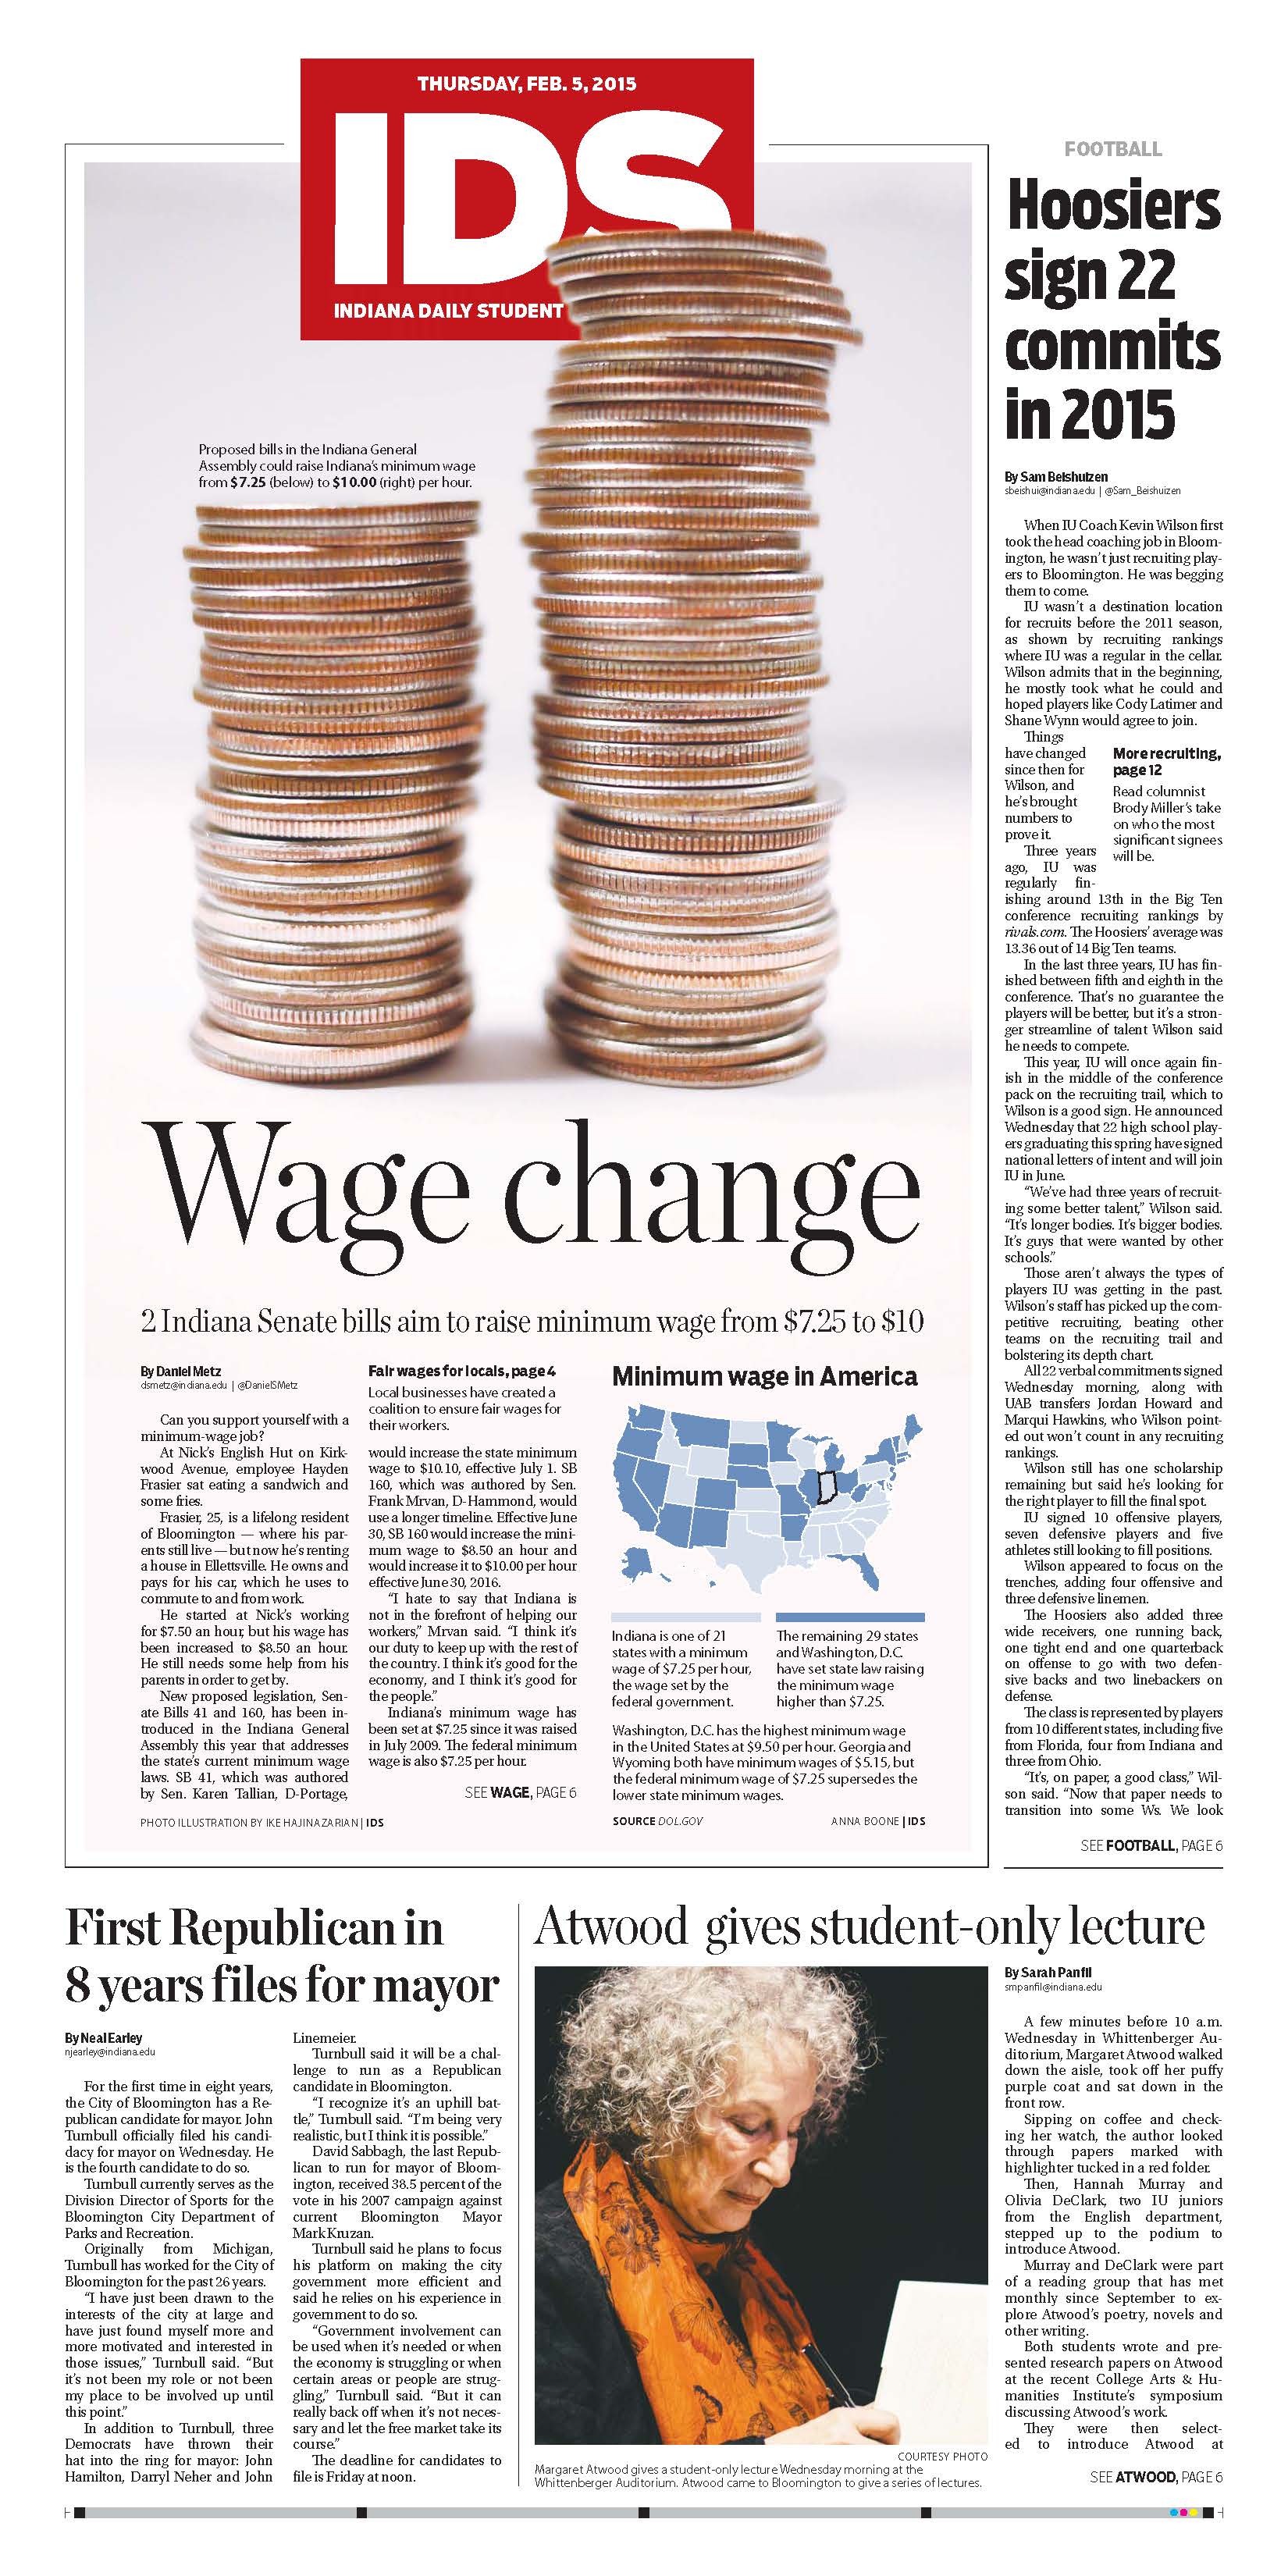 THURSDAY, FEB. 5, 2015
IDS
INDIANA DAILY STUDENT
Proposed bills in the Indiana General
Assembly could raise Indiana's minimum wage
from $7.25 (below) to $10.00 (right) per hour.
Wage change
2 Indiana Senate bills aim to raise minimum wage from $7.25 to $10
By Daniel Metz
dsmetz@indiana.edu | @DanielSMetz
Can you support yourself with a
minimum-wage job?
At Nick's English Hut on Kirk-
wood Avenue, employee Hayden
Frasier sat eating a sandwich and
some fries.
Frasier, 25, is a lifelong resident
of Bloomington — where his par-
ents still live — but now he's renting
a house in Ellettsville. He owns and
pays for his car, which he uses to
commute to and from work.
He started at Nick's working
for $7.50 an hour, but his wage has
been increased to $8.50 an hour.
He still needs some help from his
parents in order to get by.
New proposed legislation, Sen-
ate Bills 41 and 160, has been in-
troduced in the Indiana General
Assembly this year that addresses
the state's current minimum wage
laws. SB 41, which was authored
by Sen. Karen Tallian, D-Portage,
Fair wages for locals, page 4
Local businesses have created a
coalition to ensure fair wages for
their workers.
would increase the state minimum
wage to $10.10, effective July 1. SB
160, which was authored by Sen.
Frank Mrvan, D-Hammond, would
use a longer timeline. Effective June
30, SB 160 would increase the mini-
mum wage to $8.50 an hour and
would increase it to $10.00 per hour
effective June 30, 2016.
"I hate to say that Indiana is
not in the forefront of helping our
workers," Mrvan said. "I think it's
our duty to keep up with the rest of
the country. I think it's good for the
economy, and I think it's good for
the people."
Indiana's minimum wage has
been set at $7.25 since it was raised
in July 2009. The federal minimum
wage is also $7.25 per hour.
SEE WAGE, PAGE 6
PHOTO ILLUSTRATION BY IKE HAJINAZARIAN | IDS
Minimum wage in America
Indiana is one of 21
states with a minimum
wage of $7.25 per hour,
the wage set by the
federal government.
The remaining 29 states
and Washington, D.C.
have set state law raising
the minimum wage
higher than $7.25.
Washington, D.C. has the highest minimum wage
in the United States at $9.50 per hour. Georgia and
Wyoming both have minimum wages of $5.15, but
the federal minimum wage of $7.25 supersedes the
lower state minimum wages.
SOURCE DOL.GOV
ANNA BOONE | IDS
FOOTBALL
Hoosiers
sign 22
commits
in 2015
By Sam Beishuizen
sbeishui@indiana.edu | @Sam_Beishuizen
When IU Coach Kevin Wilson first
took the head coaching job in Bloom-
ington, he wasn't just recruiting play-
ers to Bloomington. He was begging
them to come.
IU wasn't a destination location
for recruits before the 2011 season,
as shown by recruiting rankings
where IU was a regular in the cellar.
Wilson admits that in the beginning,
he mostly took what he could and
hoped players like Cody Latimer and
Shane Wynn would agree to join.
Things
have changed
since then for
Wilson, and
he's brought
numbers to
prove it.
Three years
ago, IU was
regularly fin-
More recruiting,
page 12
Read columnist
Brody Miller's take
on who the most
significant signees
will be.
ishing around 13th in the Big Ten
conference recruiting rankings by
rivals.com. The Hoosiers' average was
13.36 out of 14 Big Ten teams.
In the last three years, IU has fin-
ished between fifth and eighth in the
conference. That's no guarantee the
players will be better, but it's a stron-
ger streamline of talent Wilson said
he needs to compete.
This year, IU will once again fin-
ish in the middle of the conference
pack on the recruiting trail, which to
Wilson is a good sign. He announced
Wednesday that 22 high school play-
ers graduating this spring have signed
national letters of intent and will join
IU in June.
"We've had three years of recruit-
ing some better talent," Wilson said.
"It's longer bodies. It's bigger bodies.
It's guys that were wanted by other
schools."
Those aren't always the types of
players IU was getting in the past.
Wilson's staff has picked up the com-
petitive recruiting, beating other
teams on the recruiting trail and
bolstering its depth chart.
All 22 verbal commitments signed
Wednesday morning, along with
UAB transfers Jordan Howard and
Marqui Hawkins, who Wilson point-
ed out won't count in any recruiting
rankings.
Wilson still has one scholarship
remaining but said he's looking for
the right player to fill the final spot.
IU signed 10 offensive players,
seven defensive players and five
athletes still looking to fill positions.
Wilson appeared to focus on the
trenches, adding four offensive and
three defensive linemen.
The Hoosiers also added three
wide receivers, one running back,
one tight end and one quarterback
on offense to go with two defen-
sive backs and two linebackers on
defense.
The class is represented by players
from 10 different states, including five
from Florida, four from Indiana and
three from Ohio.
"It's, on paper, a good class," Wil-
son said. "Now that paper needs to
transition into some Ws. We look
SEE FOOTBALL, PAGE 6
First Republican in
8 years files for mayor
By Neal Earley
njearley@indiana.edu
For the first time in eight years,
the City of Bloomington has a Re-
publican candidate for mayor. John
Turnbull officially filed his candi-
dacy for mayor on Wednesday. He
is the fourth candidate to do so.
Turnbull currently serves as the
Division Director of Sports for the
Bloomington City Department of
Parks and Recreation.
Originally from Michigan,
Turnbull has worked for the City of
Bloomington for the past 26 years.
"I have just been drawn to the
interests of the city at large and
have just found myself more and
more motivated and interested in
those issues," Turnbull said. "But
it's not been my role or not been
my place to be involved up until
this point."
In addition to Turnbull, three
Democrats have thrown their
hat into the ring for mayor: John
Hamilton, Darryl Neher and John
Linemeier.
Turnbull said it will be a chal-
lenge to run as a Republican
candidate in Bloomington.
"I recognize it's an uphill bat-
tle," Turnbull said. "I'm being very
realistic, but I think it is possible."
David Sabbagh, the last Repub-
lican to run for mayor of Bloom-
ington, received 38.5 percent of the
vote in his 2007 campaign against
current Bloomington Mayor
Mark Kruzan.
Turnbull said he plans to focus
his platform on making the city
government more efficient and
said he relies on his experience in
government to do so.
"Government involvement can
be used when it's needed or when
the economy is struggling or when
certain areas or people are strug-
gling," Turnbull said. "But it can
really back off when it's not neces-
sary and let the free market take its
course."
The deadline for candidates to
file is Friday at noon.
Atwood gives student-only lecture
COURTESY PHOTO
Margaret Atwood gives a student-only lecture Wednesday morning at the
Whittenberger Auditorium. Atwood came to Bloomington to give a series of lectures.
By Sarah Panfil
smpanfil@indiana.edu
A few minutes before 10 a.m.
Wednesday in Whittenberger Au-
ditorium, Margaret Atwood walked
down the aisle, took off her puffy
purple coat and sat down in the
front row.
Sipping on coffee and check-
ing her watch, the author looked
through papers marked with
highlighter tucked in a red folder.
Then, Hannah Murray and
Olivia DeClark, two IU juniors
from the English department,
stepped up to the podium to
introduce Atwood.
Murray and DeClark were part
of a reading group that has met
monthly since September to ex-
plore Atwood's poetry, novels and
other writing.
Both students wrote and pre-
sented research papers on Atwood
at the recent College Arts & Hu-
manities Institute's symposium
discussing Atwood's work.
They were then select-
ed to introduce Atwood at
SEE ATWOOD, PAGE 6